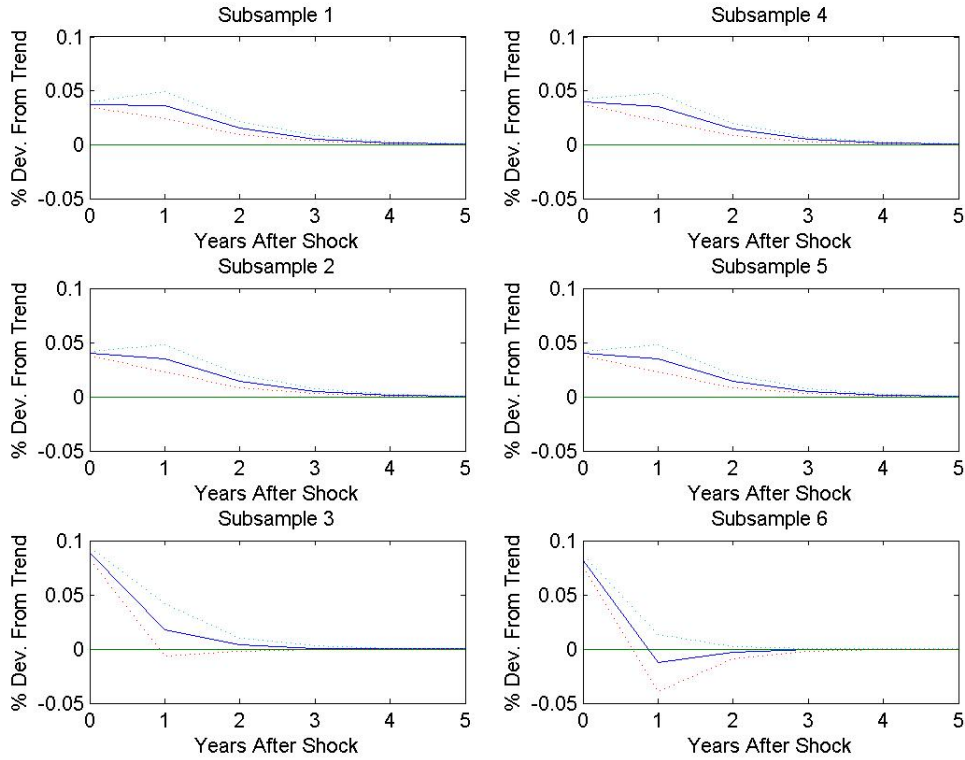 Subsample 1
0.1
0.05
0
-0.05
% Dev. From Trend
0 1 2 3 4 5
Years After Shock
Subsample 4
0.1
0.05
0
-0.05
% Dev. From Trend
0 1 2 3 4 5
Years After Shock
Subsample 2
0.1
0.05
0
-0.05
% Dev. From Trend
0 1 2 3 4 5
Years After Shock
Subsample 5
0.1
0.05
0
-0.05
% Dev. From Trend
0 1 2 3 4 5
Years After Shock
Subsample 3
0.1
0.05
0
-0.05
% Dev. From Trend
0 1 2 3 4 5
Years After Shock
Subsample 6
0.1
0.05
0
-0.05
% Dev. From Trend
0 1 2 3 4 5
Years After Shock